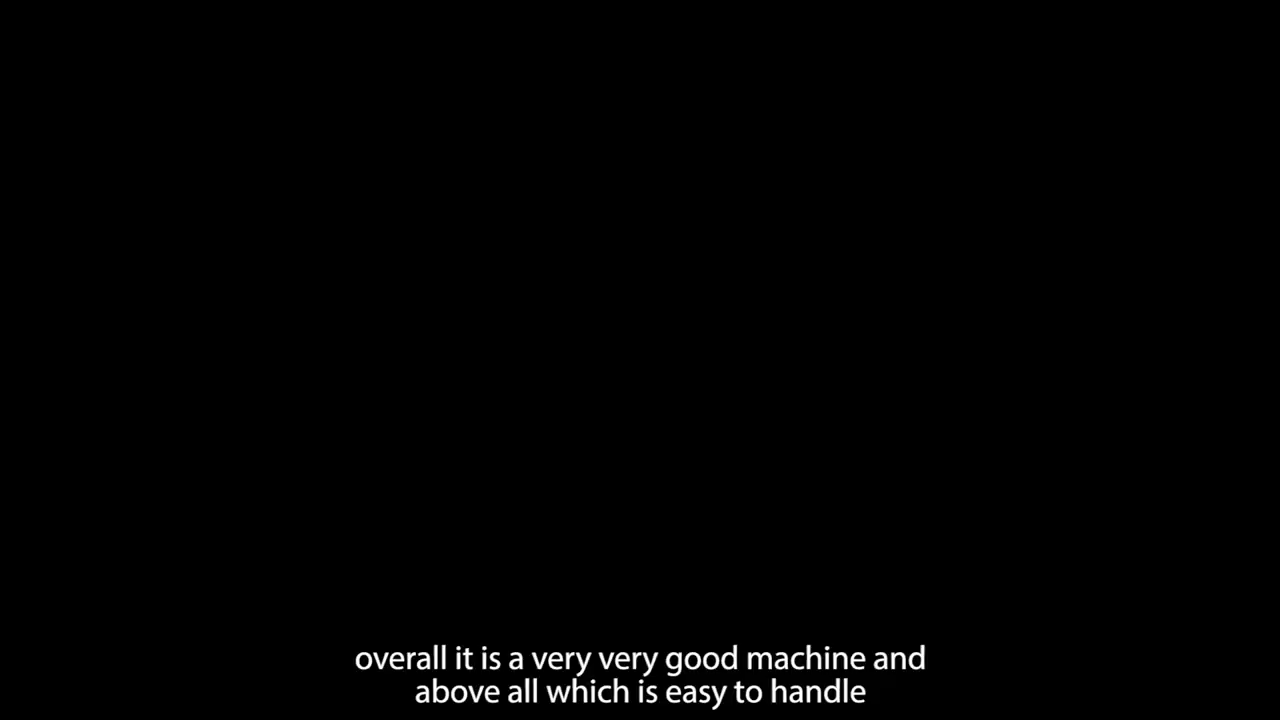 overall it is a very very good machine and
above all which is easy to handle